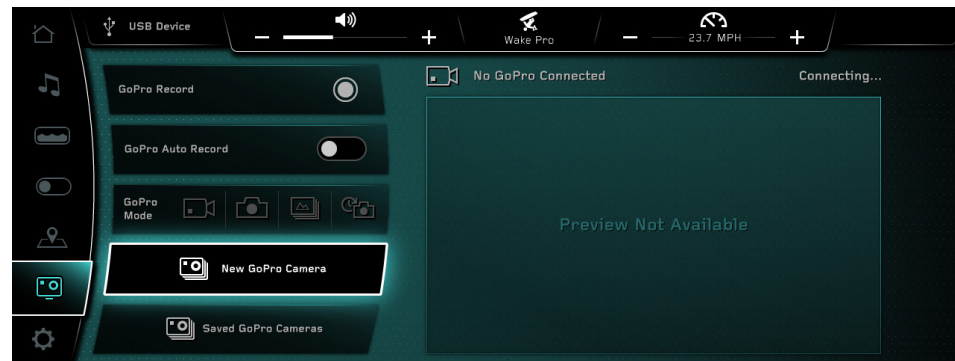 USB Device
Wake Pro
23.7 MPH
GoPro Record
No GoPro Connected
Connecting...
GoPro Auto Record
GoPro
Mode
Preview Not Available
New GoPro Camera
Saved GoPro Cameras